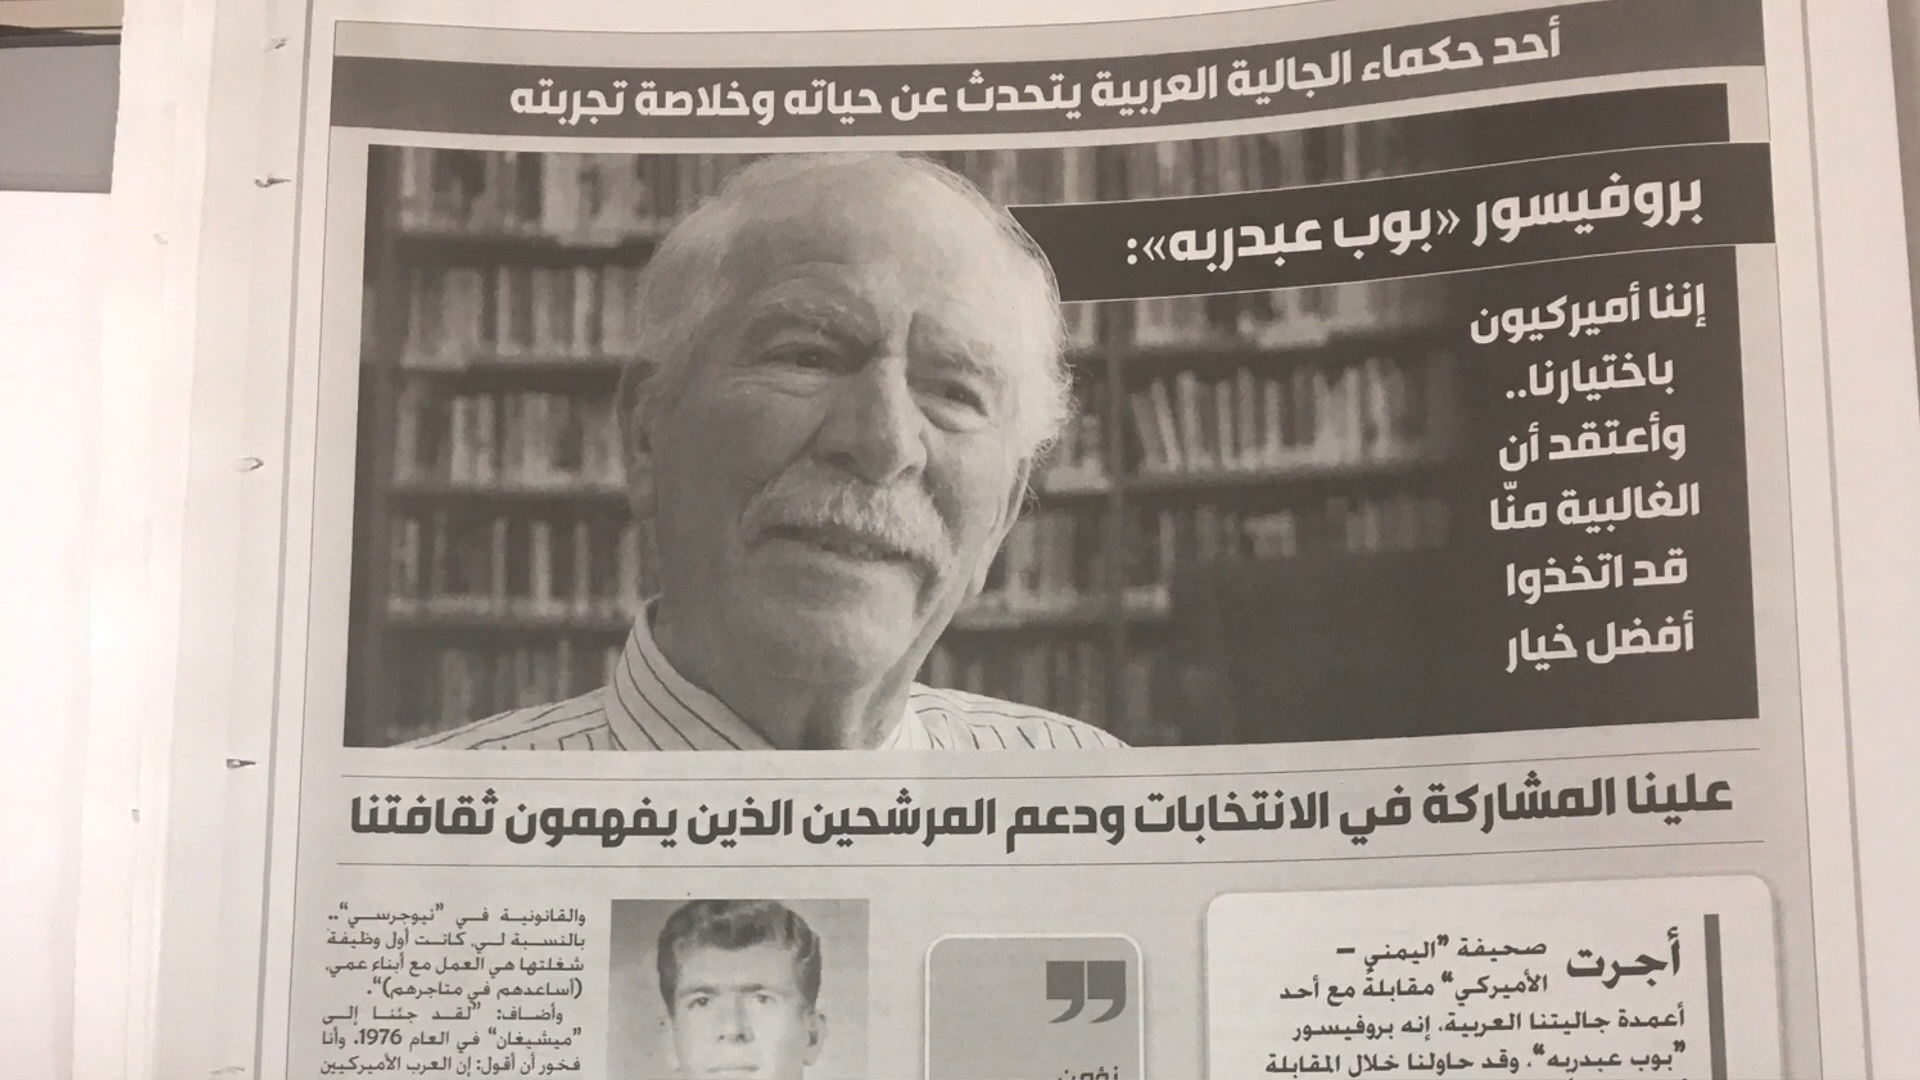 أحد حكماء الجالية العربية يتحدث عن حياته وخلاصة تجربته
بروفيسور «بوب عبدربه»:
إننا أميركيون
باختيارنا..
وأعتقد أن
الغالبية منّا
قد اتخذوا
أفضل خيار
علينا المشاركة في الانتخابات ودعم المرشحين الذين يفهمون ثقافتنا
أجرت صحيفة "اليمني –
الأميركي" مقابلةً مع أحد
أعمدة جاليتنا العربية، إنه بروفيسور
"بوب عبدربه"، وقد حاولنا خلال المقابلة
والقانونية في "نيوجرسي"..
بالنسبة لي، كانت أول وظيفة
شغلتها هي العمل مع أبناء عمي،
(أساعدهم في متاجرهم)".
وأضاف: "لقد جئنا إلى
"ميشيغان" في العام 1976، وأنا
فخور أن أقول: إن العرب الأميركيين